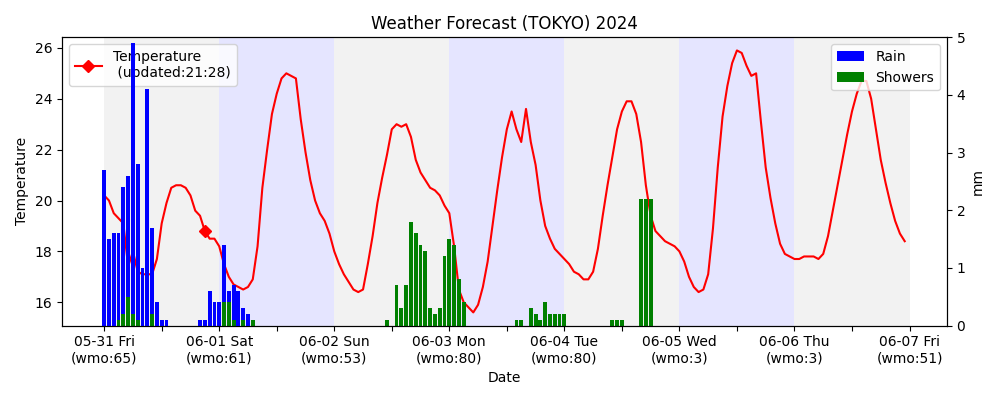 Weather Forecast (TOKYO) 2024
Temperature
(updated:21:28)
Rain
Showers
26
24
22
20
18
16
Temperature
5
4
3
2
1
0
mm
05-31 Fri
(wmo:65)
06-01 Sat
(wmo:61)
06-02 Sun
(wmo:53)
06-03 Mon
(wmo:80)
06-04 Tue
(wmo:80)
06-05 Wed
(wmo:3)
06-06 Thu
(wmo:3)
06-07 Fri
(wmo:51)
Date